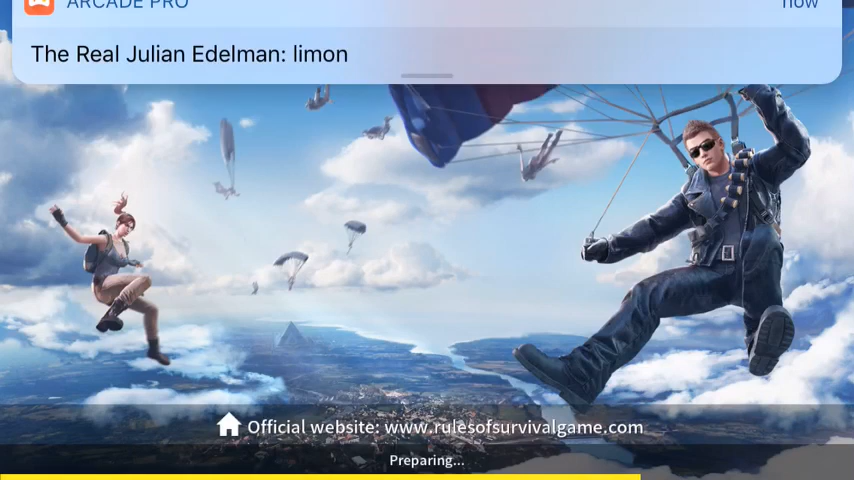 ARCADE PRO
now
The Real Julian Edelman: limon
Official website: www.rulesofsurvivalgame.com
Preparing...